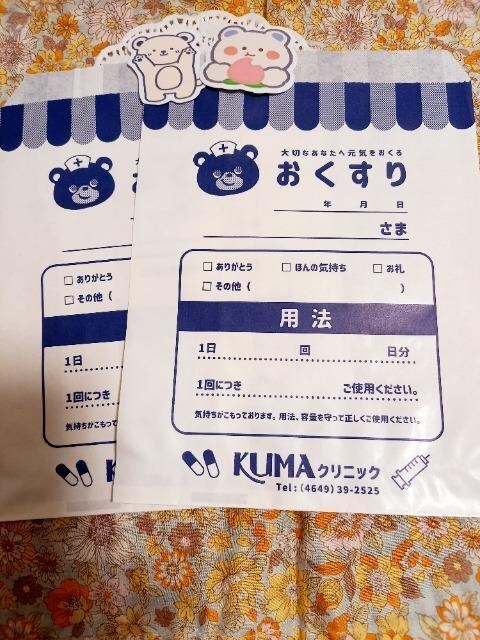 大切なあなたへ元気をおくる
おくすり
年 月 日
さま
□ ありがとう □ ほんの気持ち □ お礼
□ その他 ( )
用法
1日 回 日分
1回につき ご使用ください。
気持ちがこもっております。用法、容量を守って正しくご使用ください。
KUMAクリニック
Tel: (4649)39-2525
お
□ ありがとう
□ その他 (
1日
1回につき
気持ちがこもって
KU